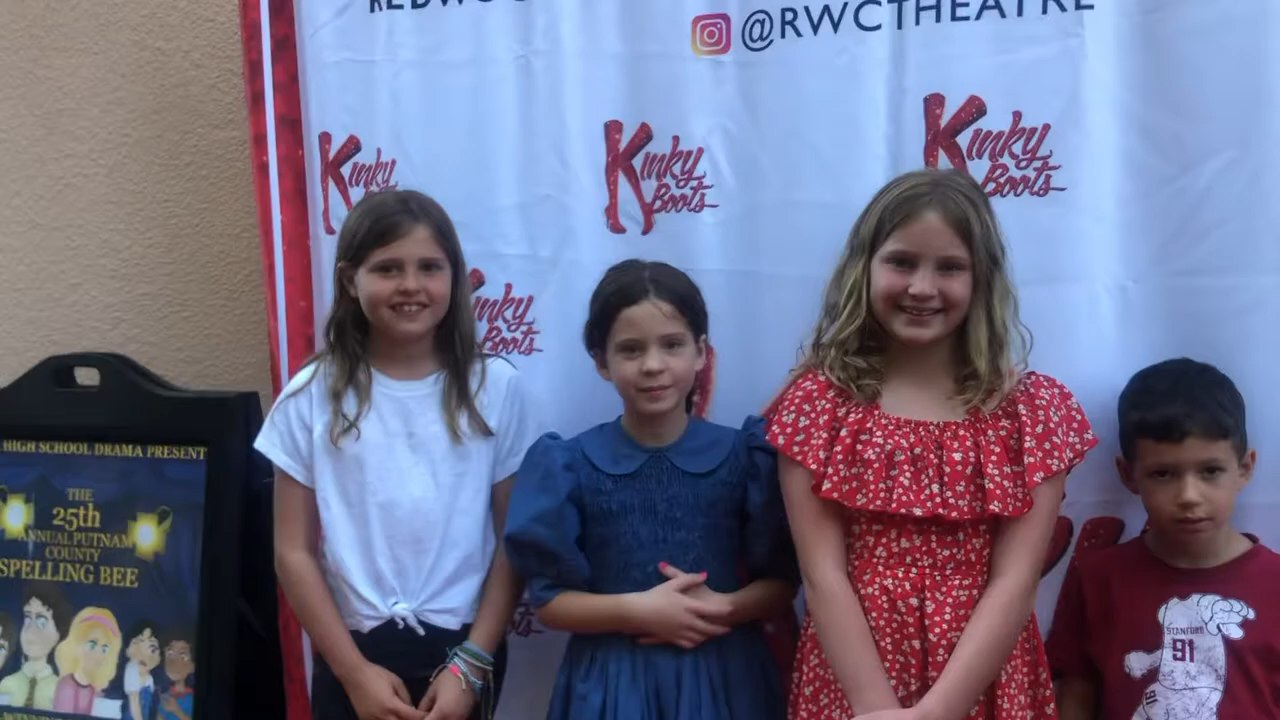 @RWCTHEATRE
Kinky
Boots
Kinky
Boots
Kinky
Boots
Kinky
Boots
HIGH SCHOOL DRAMA PRESENT
THE
25th
ANNUAL PUTNAM
COUNTY
SPELLING BEE
STANFORD
91